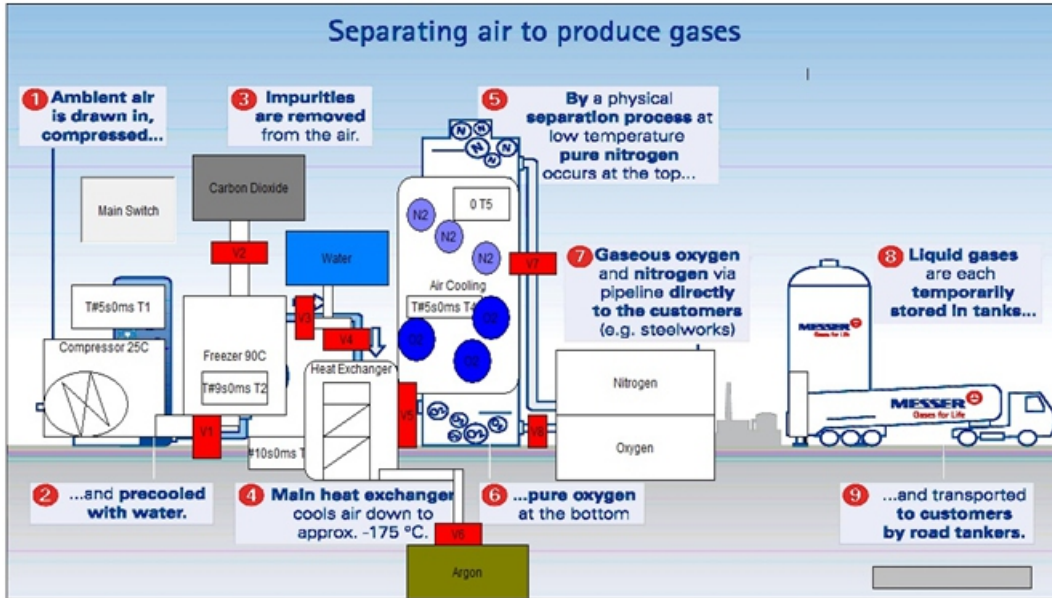 Separating air to produce gases
1 Ambient air
is drawn in,
compressed...
3 Impurities
are removed
from the air.
5 By a physical
separation process at
low temperature
pure nitrogen
occurs at the top...
Carbon Dioxide
Main Switch
V2
Water
N
N
N
N
N
0 T5
N2
N2
N2
V7
7 Gaseous oxygen
and nitrogen via
pipeline directly
to the customers
(e.g. steelworks)
8 Liquid gases
are each
temporarily
stored in tanks...
T#5s0ms T1
V3
V4
Air Cooling
T#5s0ms T4
O2
O2
O2
MESSER
Gases for Life
Compressor 25C
Freezer 90C
T#9s0ms T2
Heat Exchanger
Nitrogen
Oxygen
MESSER
Gases for Life
V1
V5
O2
O2
O2
V8
#10s0ms T
2 ...and precooled
with water.
4 Main heat exchanger
cools air down to
approx. -175 °C.
6 ...pure oxygen
at the bottom
9 ...and transported
to customers
by road tankers.
V6
Argon